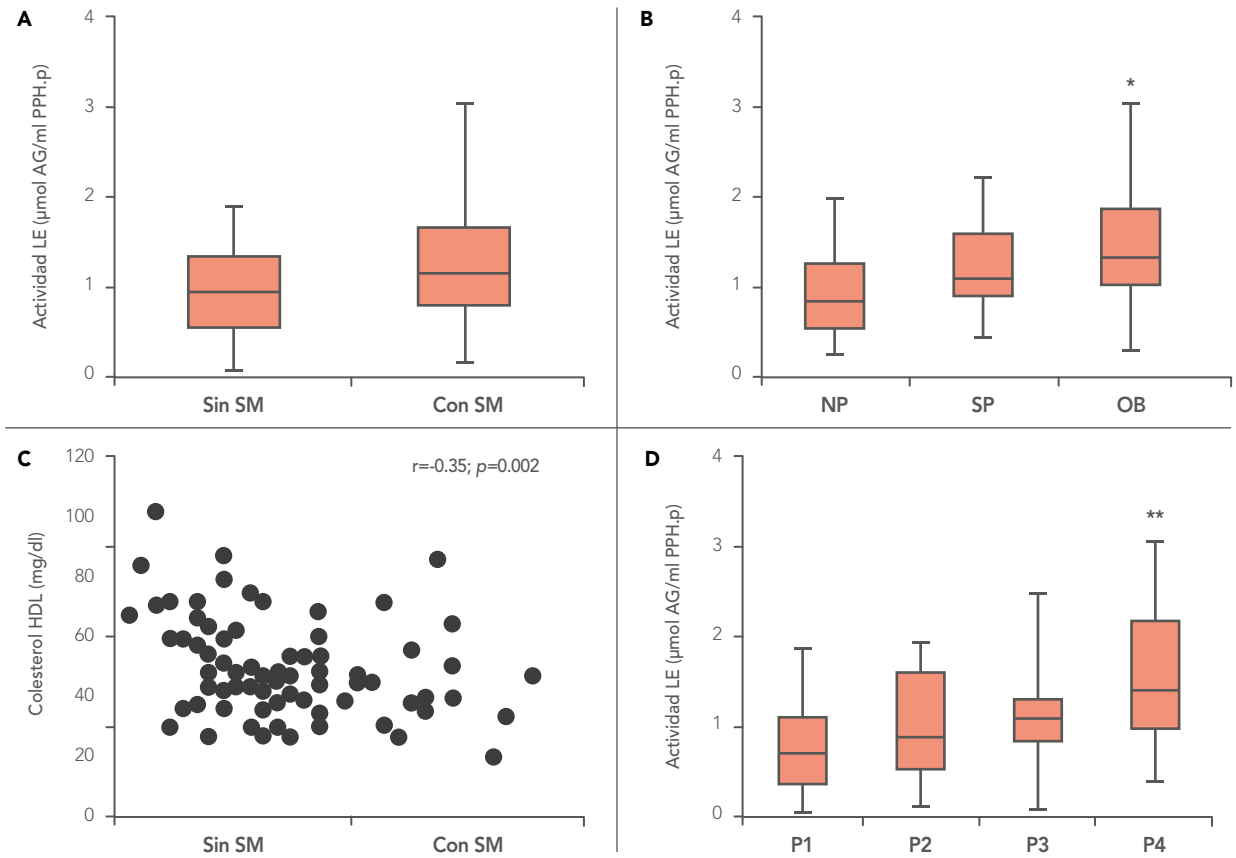 A
Actividad LE (µmol AG/ml PPH.p)
4
3
2
1
0
Sin SM Con SM
B
Actividad LE (µmol AG/ml PPH.p)
4
3
2
1
0
*
NP SP OB
C
Colesterol HDL (mg/dl)
120
100
80
60
40
20
0
r=-0.35; p=0.002
Sin SM Con SM
D
Actividad LE (µmol AG/ml PPH.p)
4
3
2
1
0
**
P1 P2 P3 P4